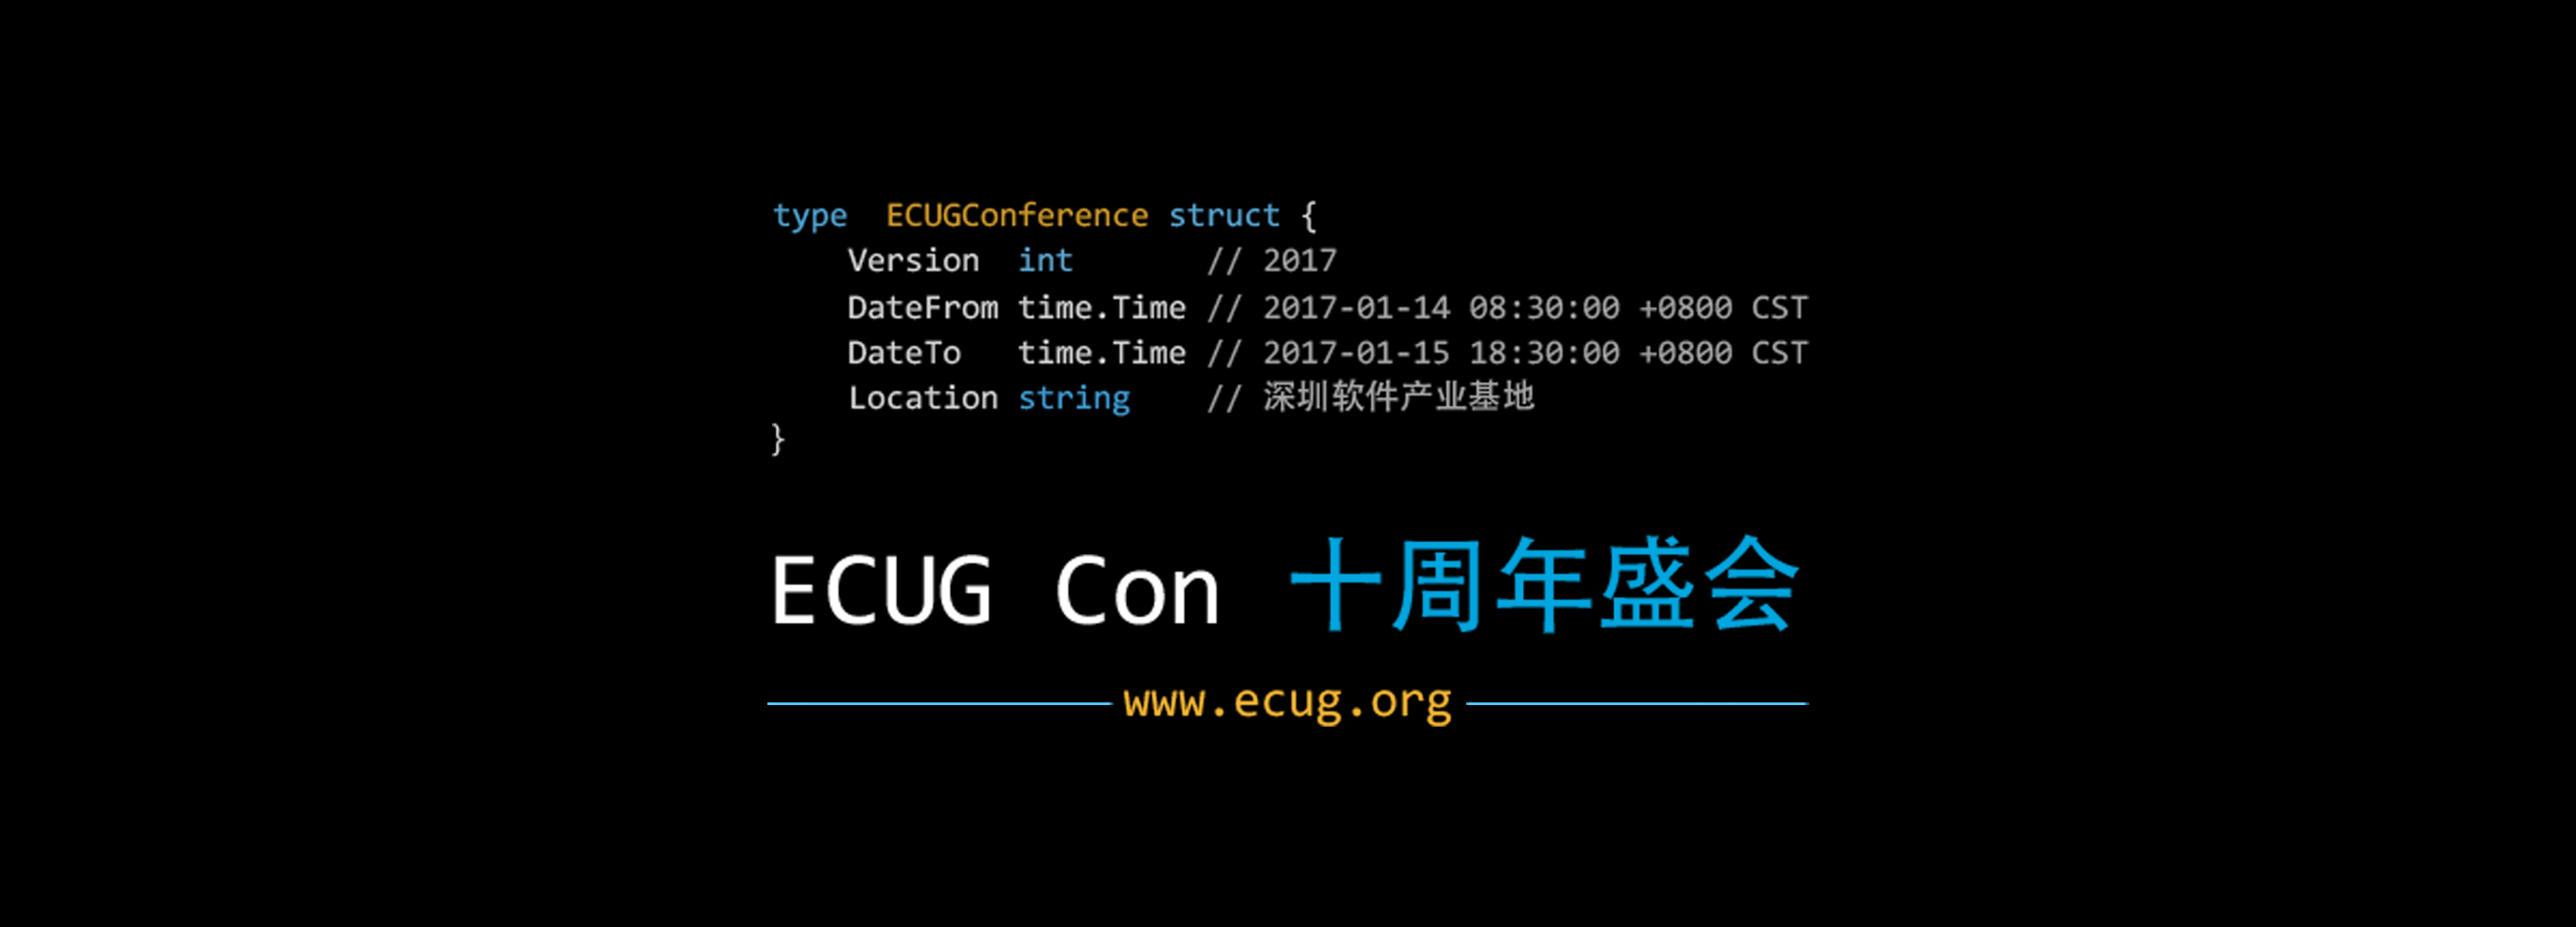 type  ECUGConference struct {
    Version  int       // 2017
    DateFrom time.Time // 2017-01-14 08:30:00 +0800 CST
    DateTo   time.Time // 2017-01-15 18:30:00 +0800 CST
    Location string    // 深圳软件产业基地
}
ECUG Con 十周年盛会
www.ecug.org